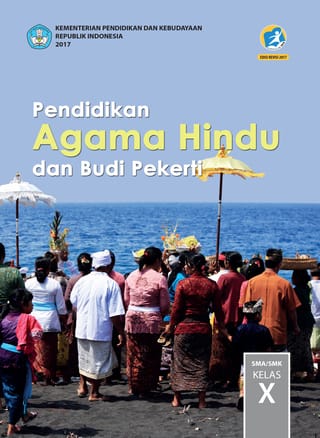 KEMENTERIAN PENDIDIKAN DAN KEBUDAYAAN
REPUBLIK INDONESIA
2017
EDISI REVISI 2017
Pendidikan
Agama Hindu
dan Budi Pekerti
SMA/SMK
KELAS
X